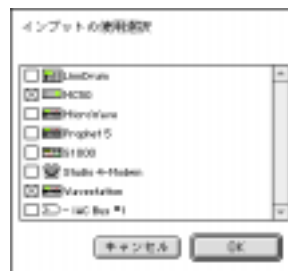 インプットの使用選択
LinnDrum
MC50
MicroWave
Prophet 5
S1000
Studio 4-Modem
Wavestation
IAC Bus #1
キャンセル
OK